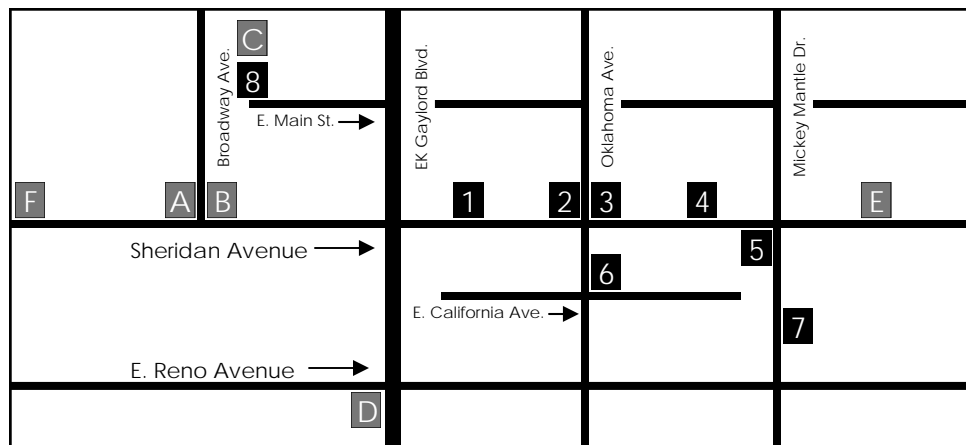 C
8
Broadway Ave.
EK Gaylord Blvd.
Oklahoma Ave.
Mickey Mantle Dr.
E. Main St.
F
A
B
1
2
3
4
E
Sheridan Avenue
5
6
E. California Ave.
7
E. Reno Avenue
D